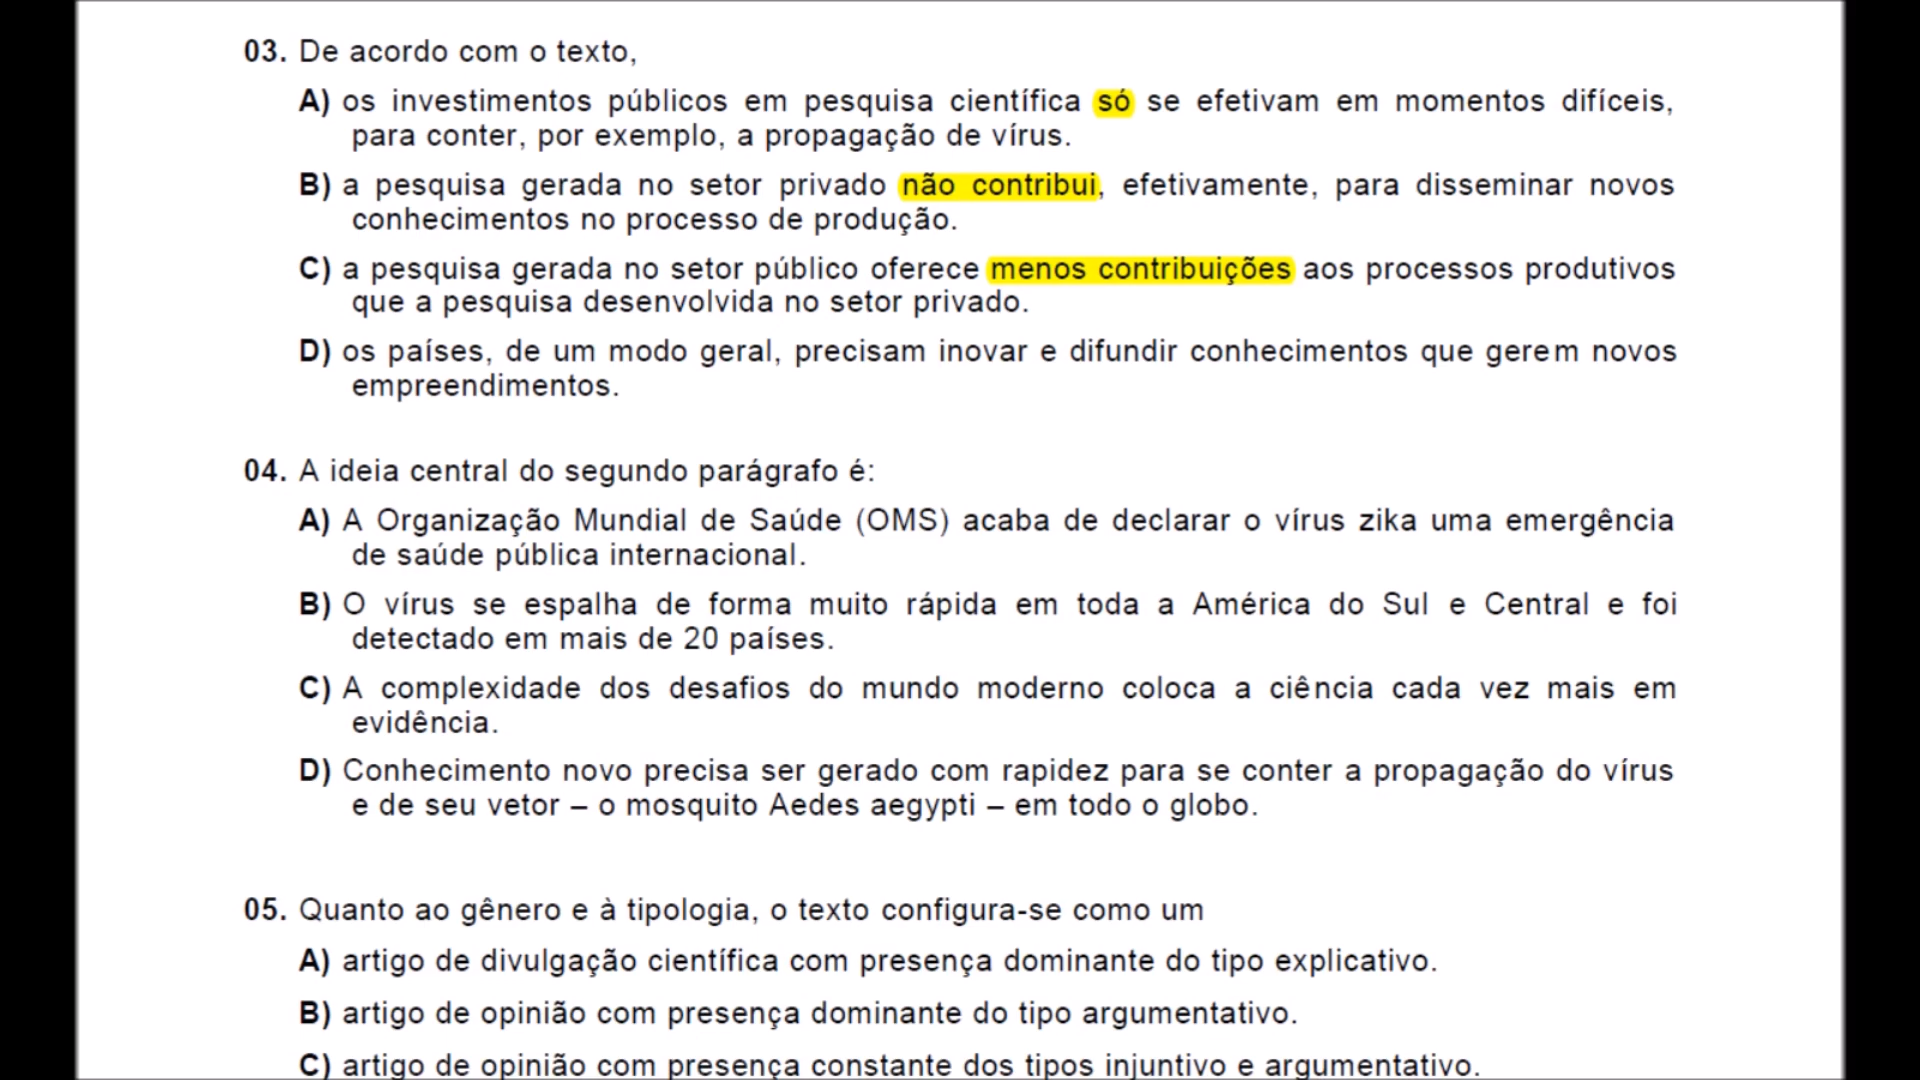 03. De acordo com o texto,
A) os investimentos públicos em pesquisa científica só se efetivam em momentos difíceis,
para conter, por exemplo, a propagação de vírus.
B) a pesquisa gerada no setor privado não contribui, efetivamente, para disseminar novos
conhecimentos no processo de produção.
C) a pesquisa gerada no setor público oferece menos contribuições aos processos produtivos
que a pesquisa desenvolvida no setor privado.
D) os países, de um modo geral, precisam inovar e difundir conhecimentos que gerem novos
empreendimentos.
04. A ideia central do segundo parágrafo é:
A) A Organização Mundial de Saúde (OMS) acaba de declarar o vírus zika uma emergência
de saúde pública internacional.
B) O vírus se espalha de forma muito rápida em toda a América do Sul e Central e foi
detectado em mais de 20 países.
C) A complexidade dos desafios do mundo moderno coloca a ciência cada vez mais em
evidência.
D) Conhecimento novo precisa ser gerado com rapidez para se conter a propagação do vírus
e de seu vetor – o mosquito Aedes aegypti – em todo o globo.
05. Quanto ao gênero e à tipologia, o texto configura-se como um
A) artigo de divulgação científica com presença dominante do tipo explicativo.
B) artigo de opinião com presença dominante do tipo argumentativo.
C) artigo de opinião com presença constante dos tipos injuntivo e argumentativo.